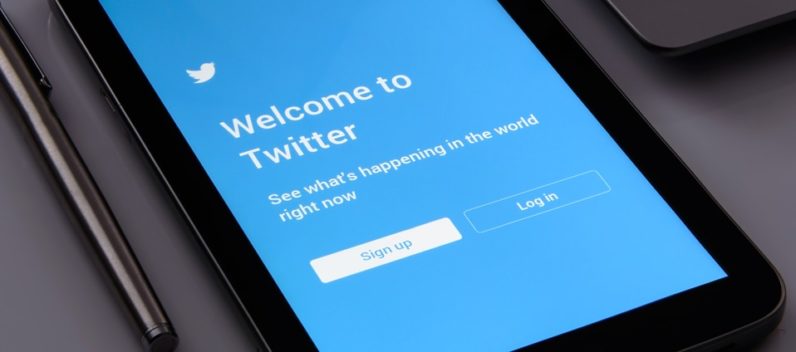 Welcome to
Twitter
See what's happening in the world
right now
Sign up
Log in